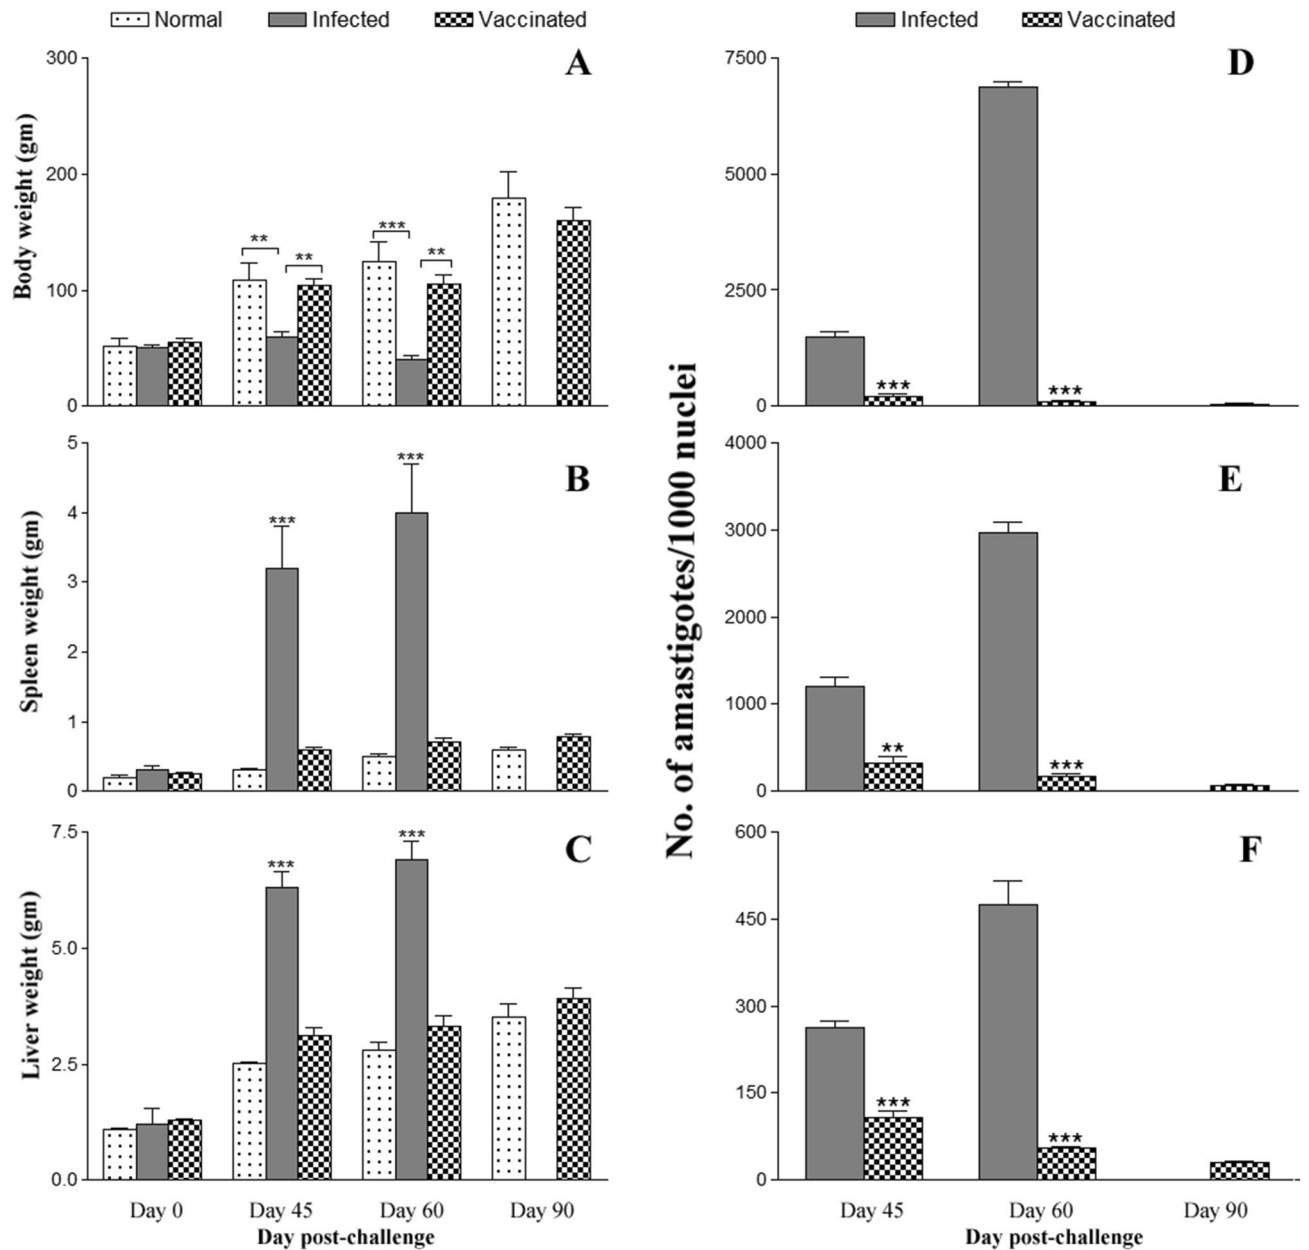 Normal Infected Vaccinated
A
Body weight (gm)
300
200
100
0
** ** *** **
B
Spleen weight (gm)
5
4
3
2
1
0
*** ***
C
Liver weight (gm)
7.5
5.0
2.5
0.0
*** ***
Day 0 Day 45 Day 60 Day 90
Day post-challenge
Infected Vaccinated
No. of amastigotes/1000 nuclei
D
7500
5000
2500
0
*** ***
E
4000
3000
2000
1000
0
** ***
F
600
450
300
150
0
*** ***
Day 45 Day 60 Day 90
Day post-challenge